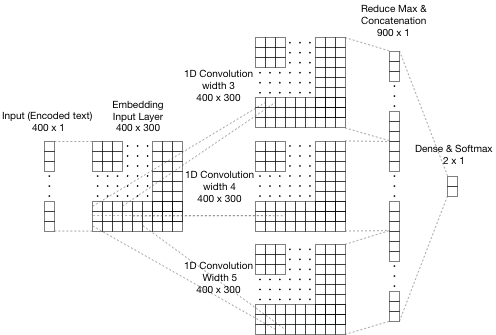 Reduce Max &
Concatenation
900 x 1
1D Convolution
width 3
400 x 300
Input (Encoded text)
400 x 1
Embedding
Input Layer
400 x 300
1D Convolution
width 4
400 x 300
Dense & Softmax
2 x 1
1D Convolution
Width 5
400 x 300